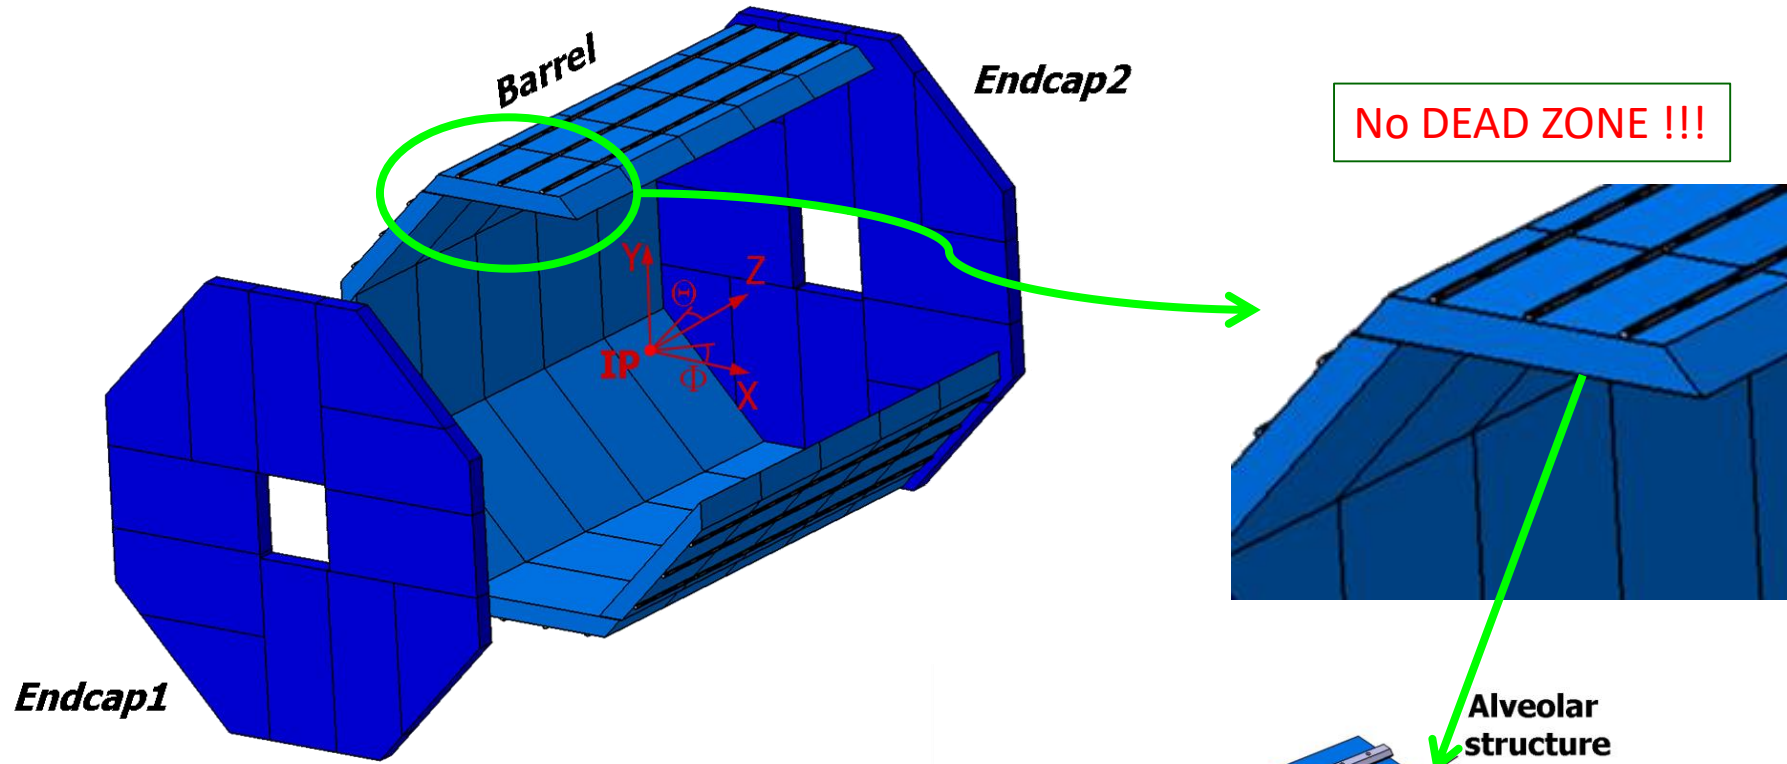 Barrel
Endcap2
No DEAD ZONE !!!
Y
Z
Θ
IP
Φ
X
Endcap1
Alveolar
structure